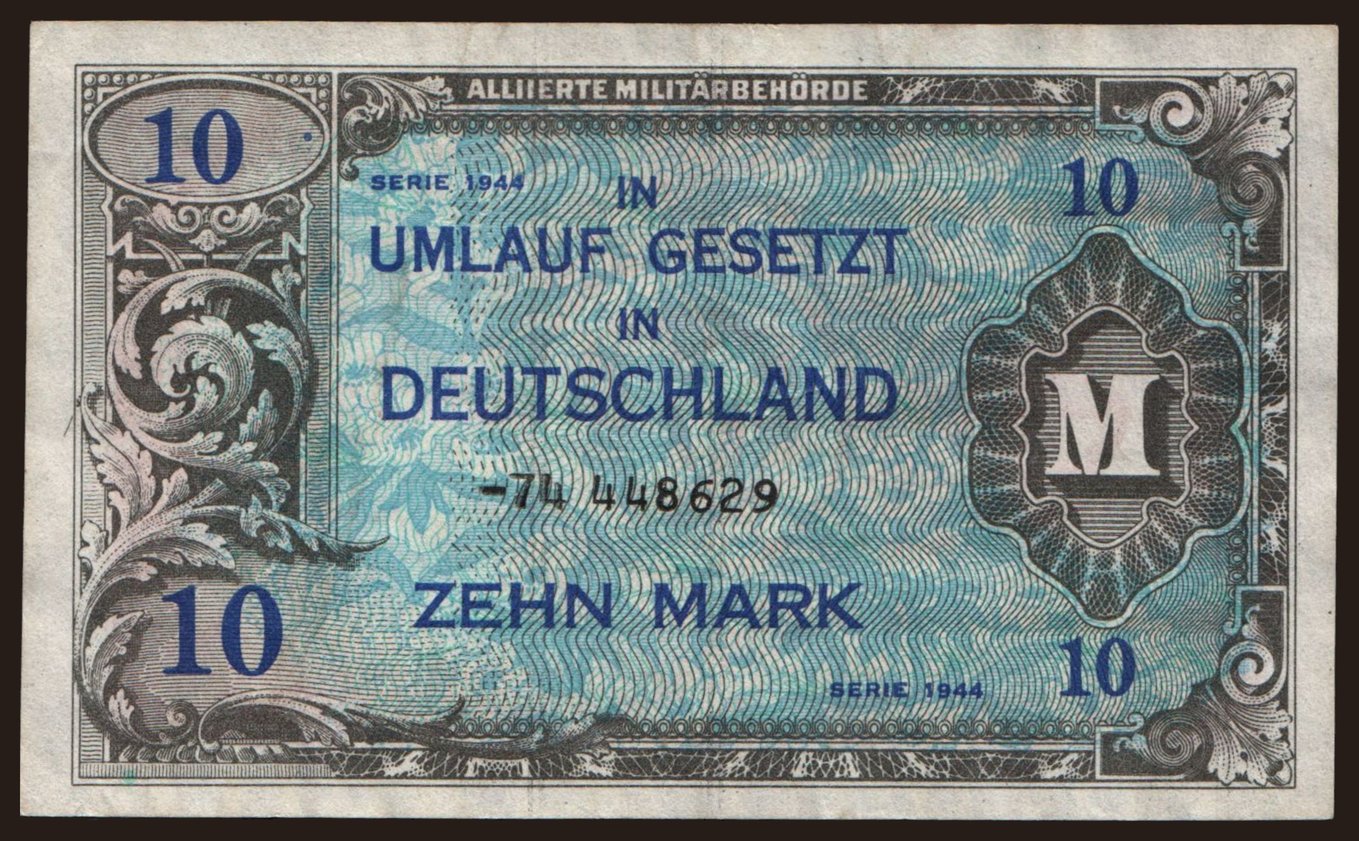 ALLIIERTE MILITÄRBEHÖRDE
10
10
SERIE 1944
IN
UMLAUF GESETZT
IN
DEUTSCHLAND
M
-74 448629
ZEHN MARK
10
10
SERIE 1944